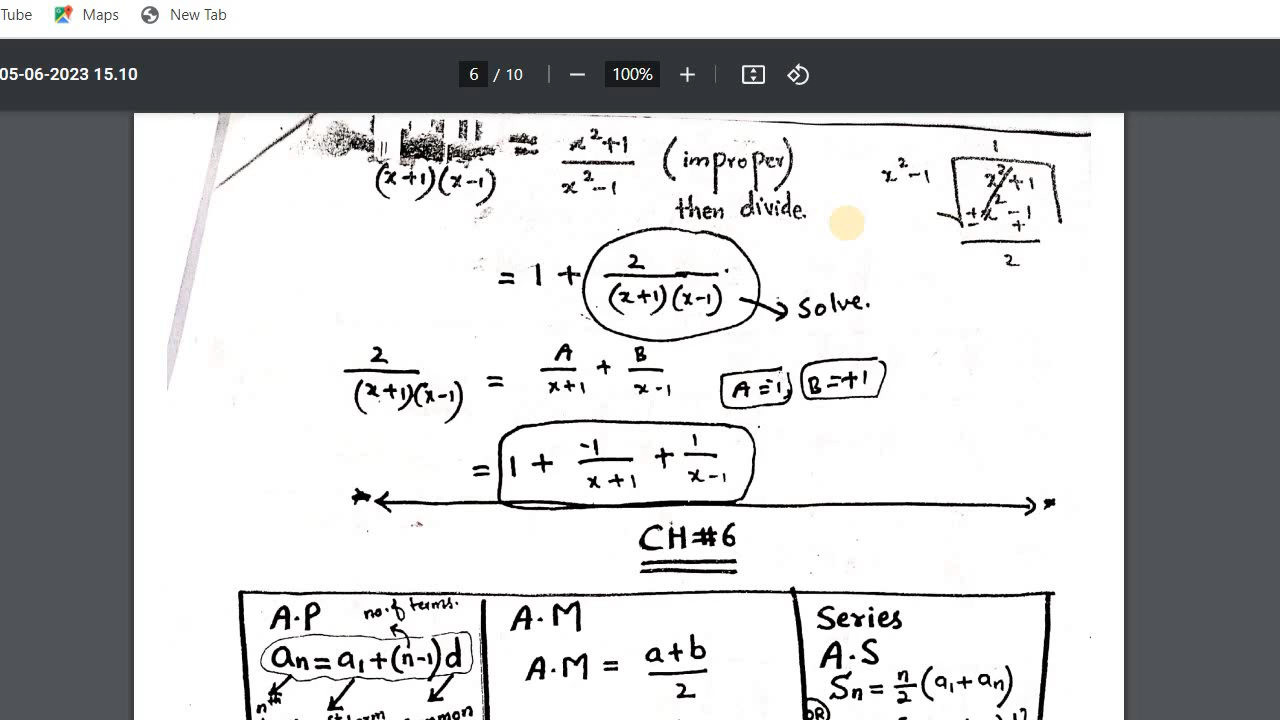 Tube Maps New Tab
05-06-2023 15.10 6 / 10 100%
(x+1)(x-1) = x²+1 / x²-1 (improper) then divide.
1
x²-1 x²+1
±x² -1
- +
2
= 1 + 2 / (x+1)(x-1) → Solve.
2 / (x+1)(x-1) = A / x+1 + B / x-1 A=-1, B=+1
= 1 + -1 / x+1 + 1 / x-1
CH#6
A.P no. of terms.
an = a1 + (n-1)d
nth
A.M
A.M = a+b / 2
Series
A.S
Sn = n/2 (a1 + an)
OR